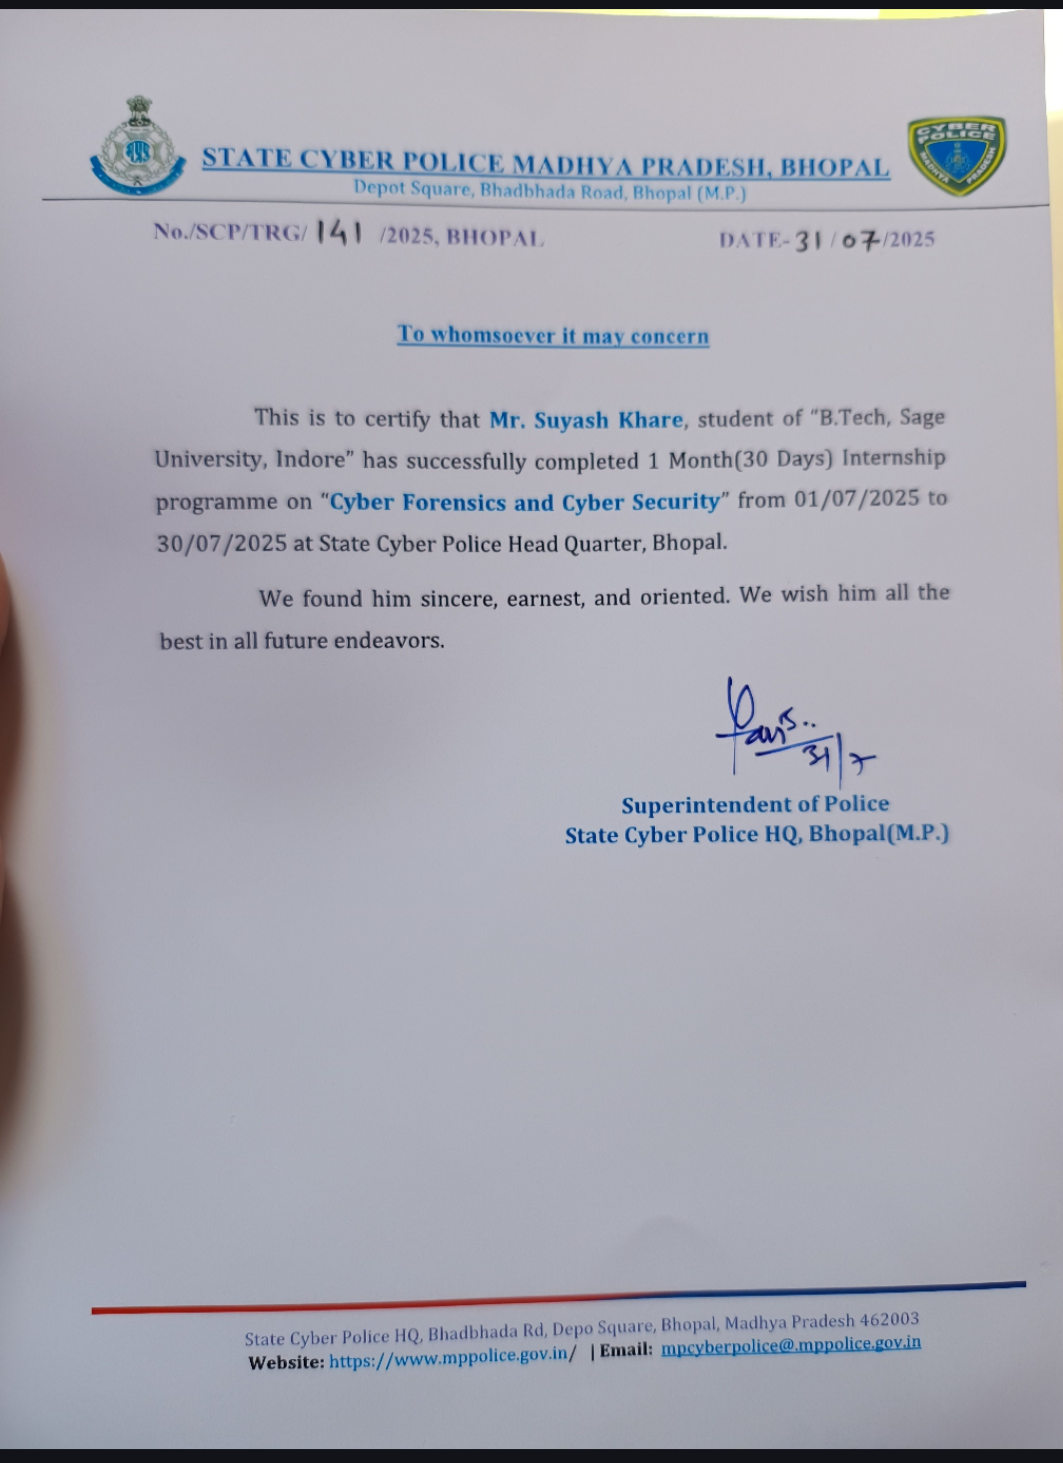 STATE CYBER POLICE MADHYA PRADESH, BHOPAL
CYBER POLICE
MADHYA PRADESH
Depot Square, Bhadbhada Road, Bhopal (M.P.)
No./SCP/TRG/ 141 /2025, BHOPAL DATE-31/07/2025
To whomsoever it may concern
This is to certify that Mr. Suyash Khare, student of “B.Tech, Sage
University, Indore” has successfully completed 1 Month(30 Days) Internship
programme on “Cyber Forensics and Cyber Security” from 01/07/2025 to
30/07/2025 at State Cyber Police Head Quarter, Bhopal.
We found him sincere, earnest, and oriented. We wish him all the
best in all future endeavors.
31/7
Superintendent of Police
State Cyber Police HQ, Bhopal(M.P.)
State Cyber Police HQ, Bhadbhada Rd, Depo Square, Bhopal, Madhya Pradesh 462003
Website: https://www.mppolice.gov.in/ | Email: mpcyberpolice@.mppolice.gov.in